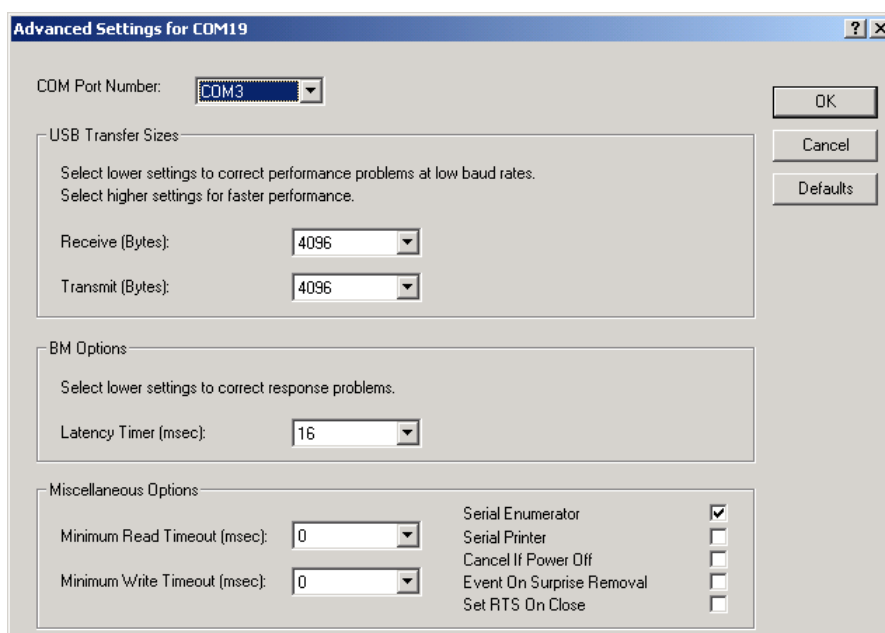 Advanced Settings for COM19
? X
COM Port Number: COM3
OK
USB Transfer Sizes
Cancel
Select lower settings to correct performance problems at low baud rates.
Defaults
Select higher settings for faster performance.
Receive (Bytes): 4096
Transmit (Bytes): 4096
BM Options
Select lower settings to correct response problems.
Latency Timer (msec): 16
Miscellaneous Options
Minimum Read Timeout (msec): 0
Minimum Write Timeout (msec): 0
Serial Enumerator
Serial Printer
Cancel If Power Off
Event On Surprise Removal
Set RTS On Close